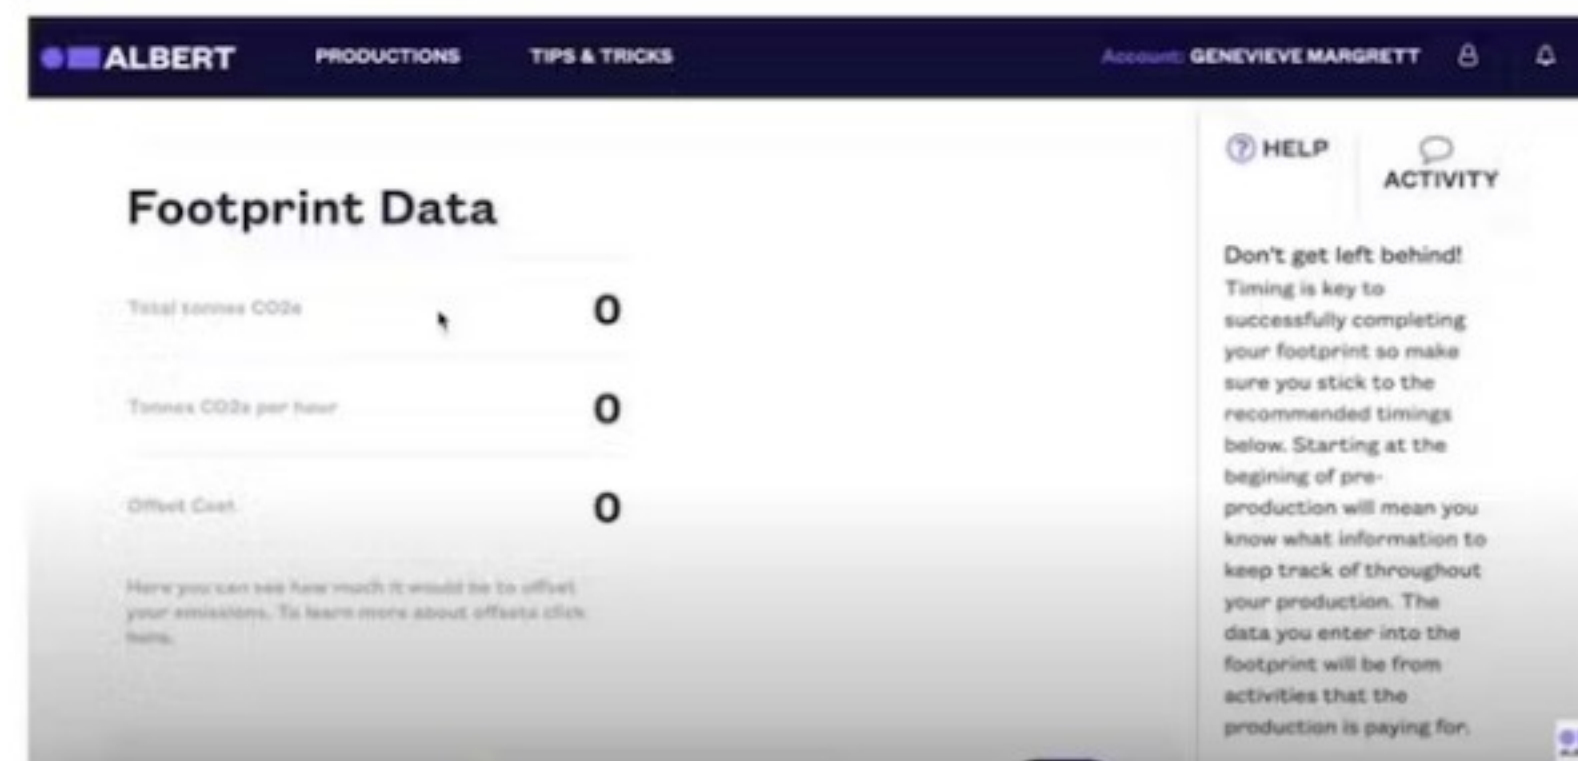 ALBERT PRODUCTIONS TIPS & TRICKS Account: GENEVIEVE MARGRETT
Footprint Data
Total tonnes CO2e 0
Tonnes CO2e per hour 0
Offset Cost 0
Here you can see how much it would be to offset
your emissions. To learn more about offsets click
here.
HELP
ACTIVITY
Don't get left behind!
Timing is key to
successfully completing
your footprint so make
sure you stick to the
recommended timings
below. Starting at the
begining of pre-
production will mean you
know what information to
keep track of throughout
your production. The
data you enter into the
footprint will be from
activities that the
production is paying for.